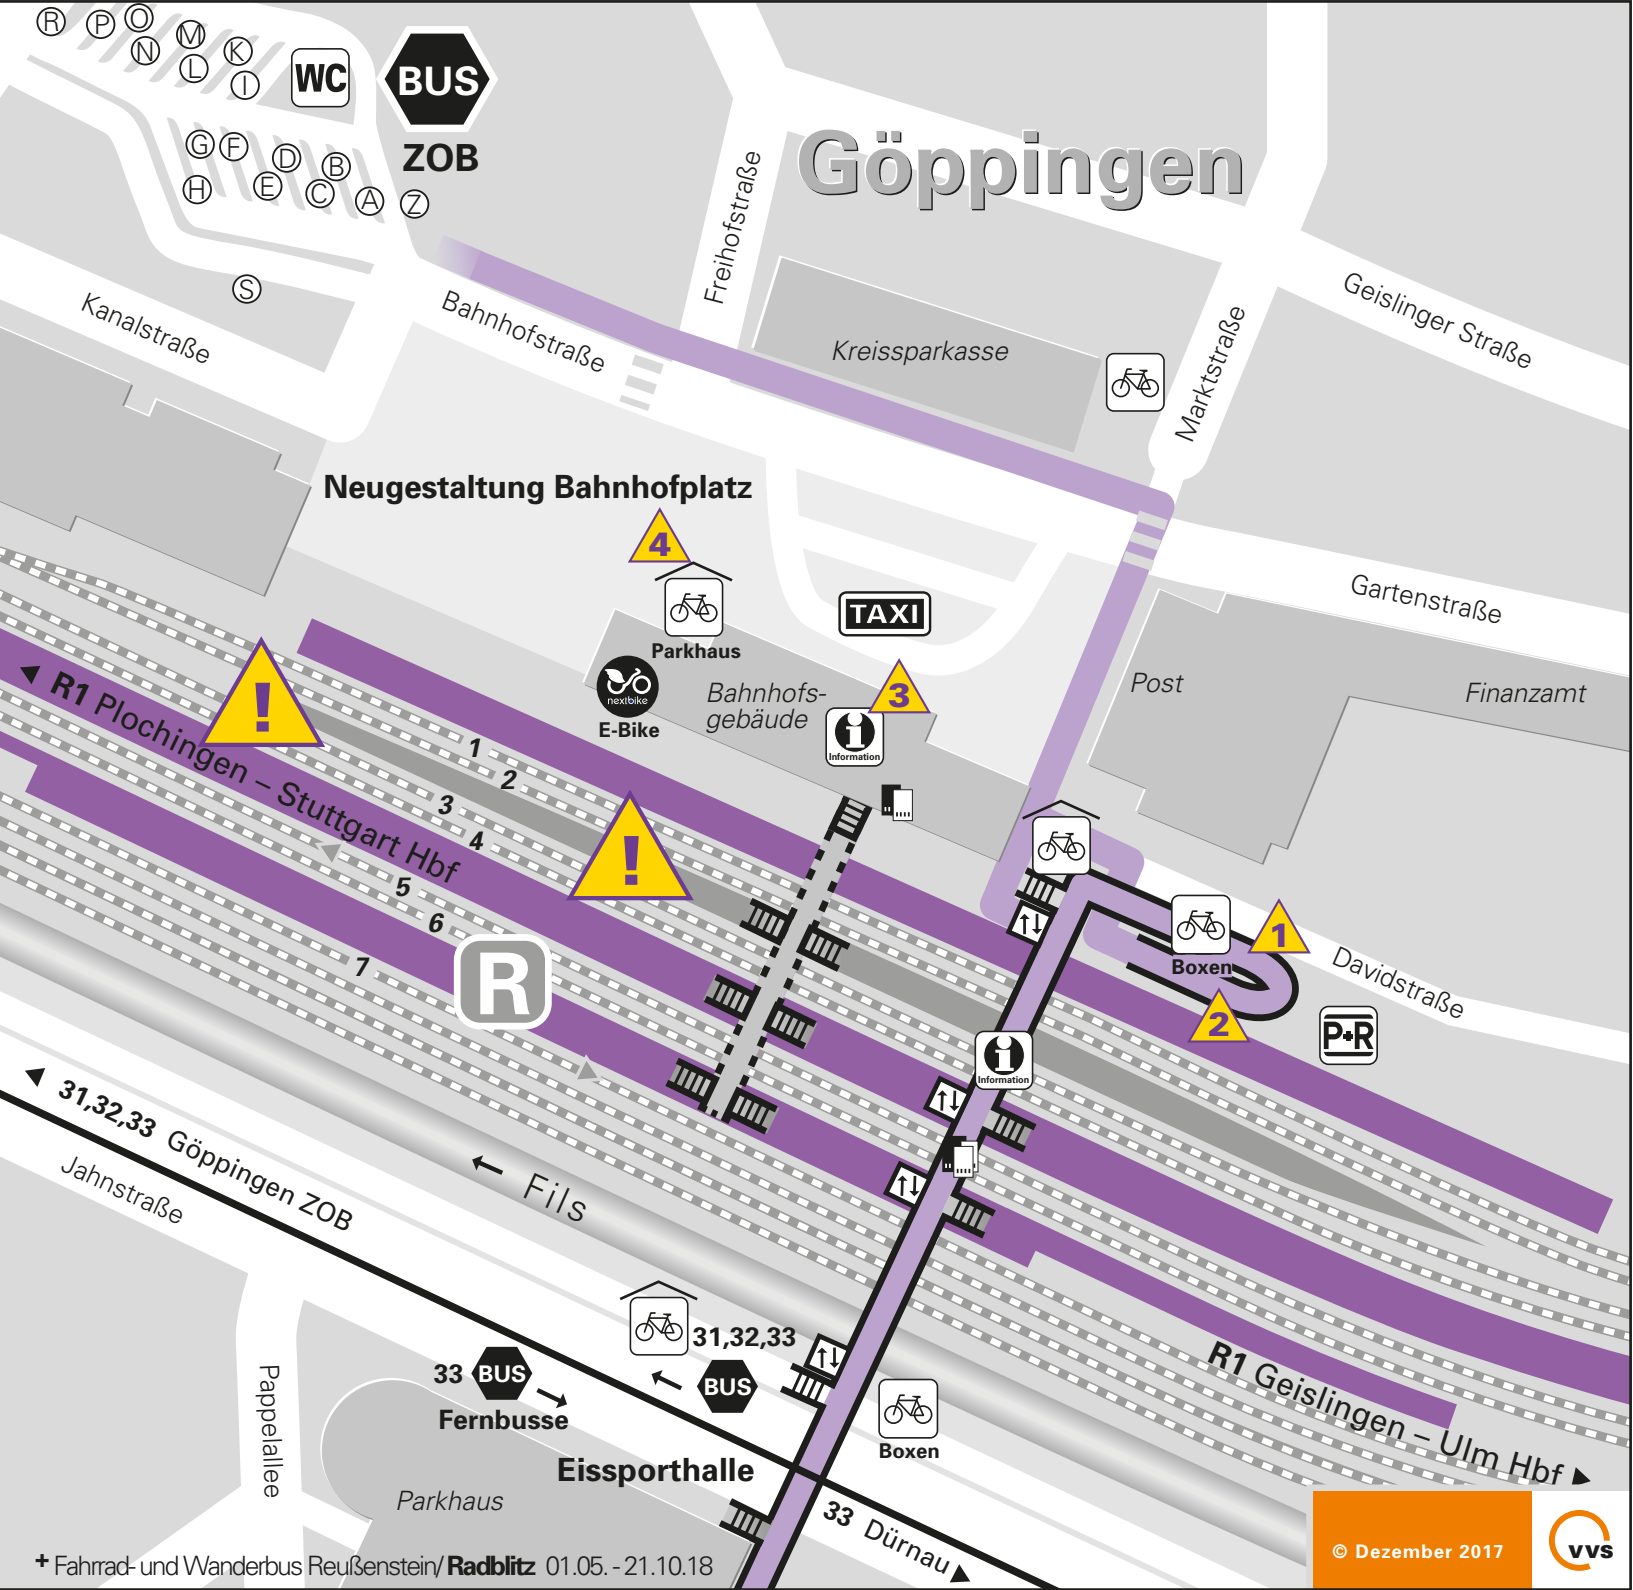 R
P
O
N
M
L
K
I
WC
BUS
ZOB
G
F
D
B
H
E
C
A
Z
S
Göppingen
Kanalstraße
Bahnhofstraße
Freihofstraße
Kreissparkasse
Marktstraße
Geislinger Straße
Neugestaltung Bahnhofplatz
4
Parkhaus
TAXI
Gartenstraße
nextbike
E-Bike
Bahnhofs-
gebäude
3
i
Information
Post
Finanzamt
R1 Plochingen – Stuttgart Hbf
!
!
1
2
3
4
5
6
7
R
Boxen
1
2
Davidstraße
P+R
i
Information
31,32,33 Göppingen ZOB
Jahnstraße
Fils
31,32,33
33
BUS
BUS
Fernbusse
Boxen
Eissporthalle
Pappelallee
Parkhaus
33 Dürnau
R1 Geislingen – Ulm Hbf
+ Fahrrad- und Wanderbus Reußenstein/ Radblitz 01.05. - 21.10.18
© Dezember 2017
vvs